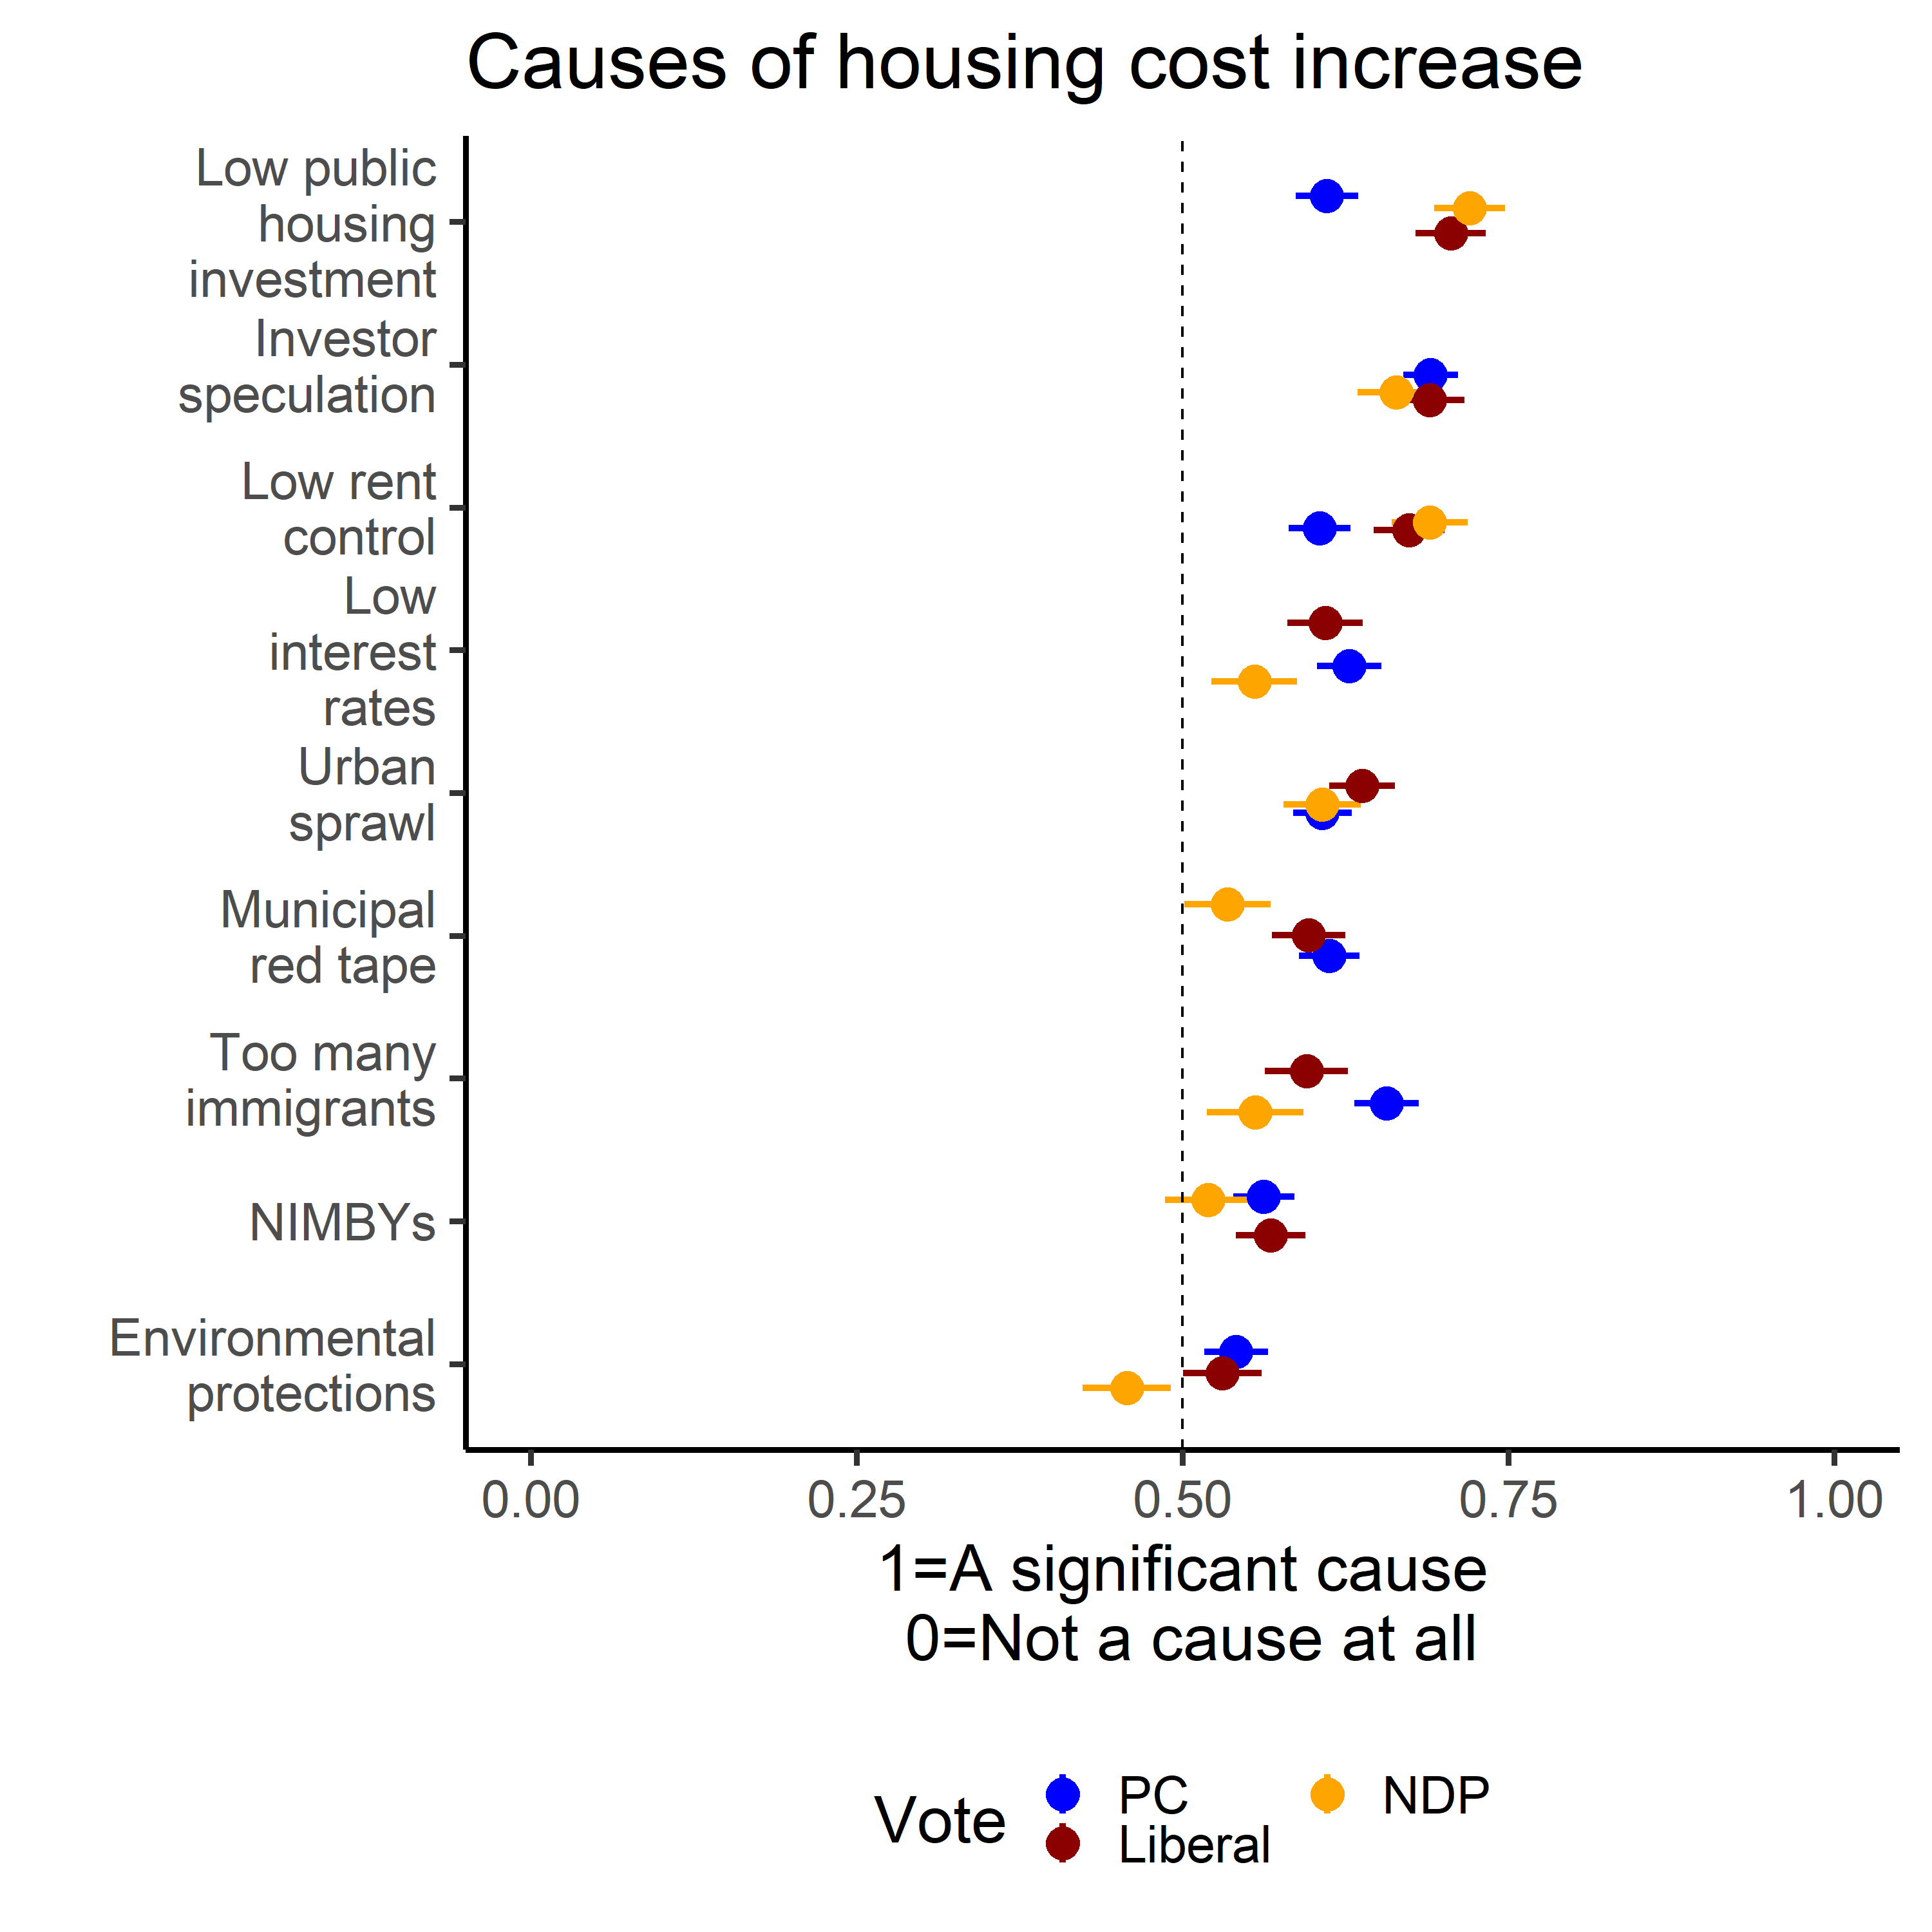 Causes of housing cost increase
Low public
housing
investment
Investor
speculation
Low rent
control
Low
interest
rates
Urban
sprawl
Municipal
red tape
Too many
immigrants
NIMBYs
Environmental
protections
0.00 0.25 0.50 0.75 1.00
1=A significant cause
0=Not a cause at all
Vote
PC NDP
Liberal